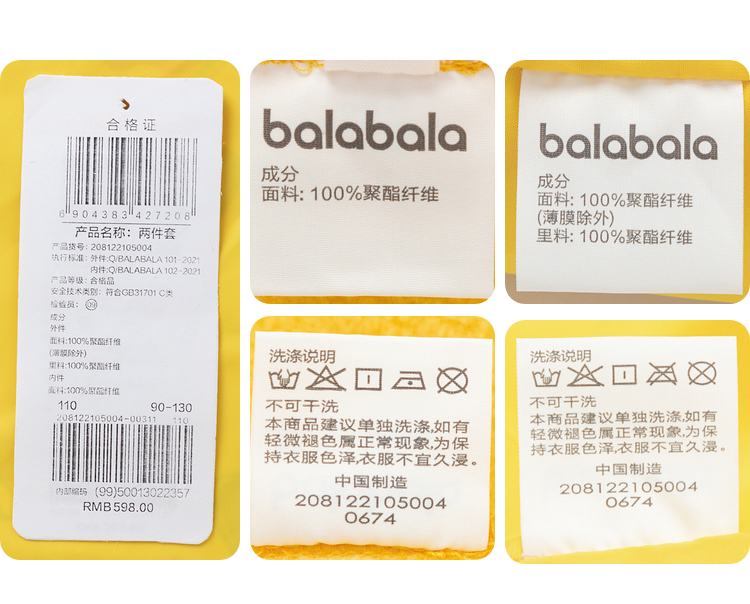 合格证
6 904383 427208
产品名称：两件套
产品货号：208122105004
执行标准：外件:Q/BALABALA 101-2021
内件:Q/BALABALA 102-2021
产品等级：合格品
安全技术类别：符合GB31701 C类
检验员：09
成分
外件
面料:100%聚酯纤维
(薄膜除外)
里料:100%聚酯纤维
内件
面料:100%聚酯纤维
110 90-130
208122105004-00311 110
内部编码 (99)50013022357
RMB598.00
balabala
成分
面料: 100%聚酯纤维
balabala
成分
面料: 100%聚酯纤维
(薄膜除外)
里料: 100%聚酯纤维
洗涤说明
不可干洗
本商品建议单独洗涤,如有
轻微褪色属正常现象,为保
持衣服色泽,衣服不宜久浸。
中国制造
208122105004
0674
洗涤说明
不可干洗
本商品建议单独洗涤,如有
轻微褪色属正常现象,为保
持衣服色泽,衣服不宜久浸。
中国制造
208122105004
0674